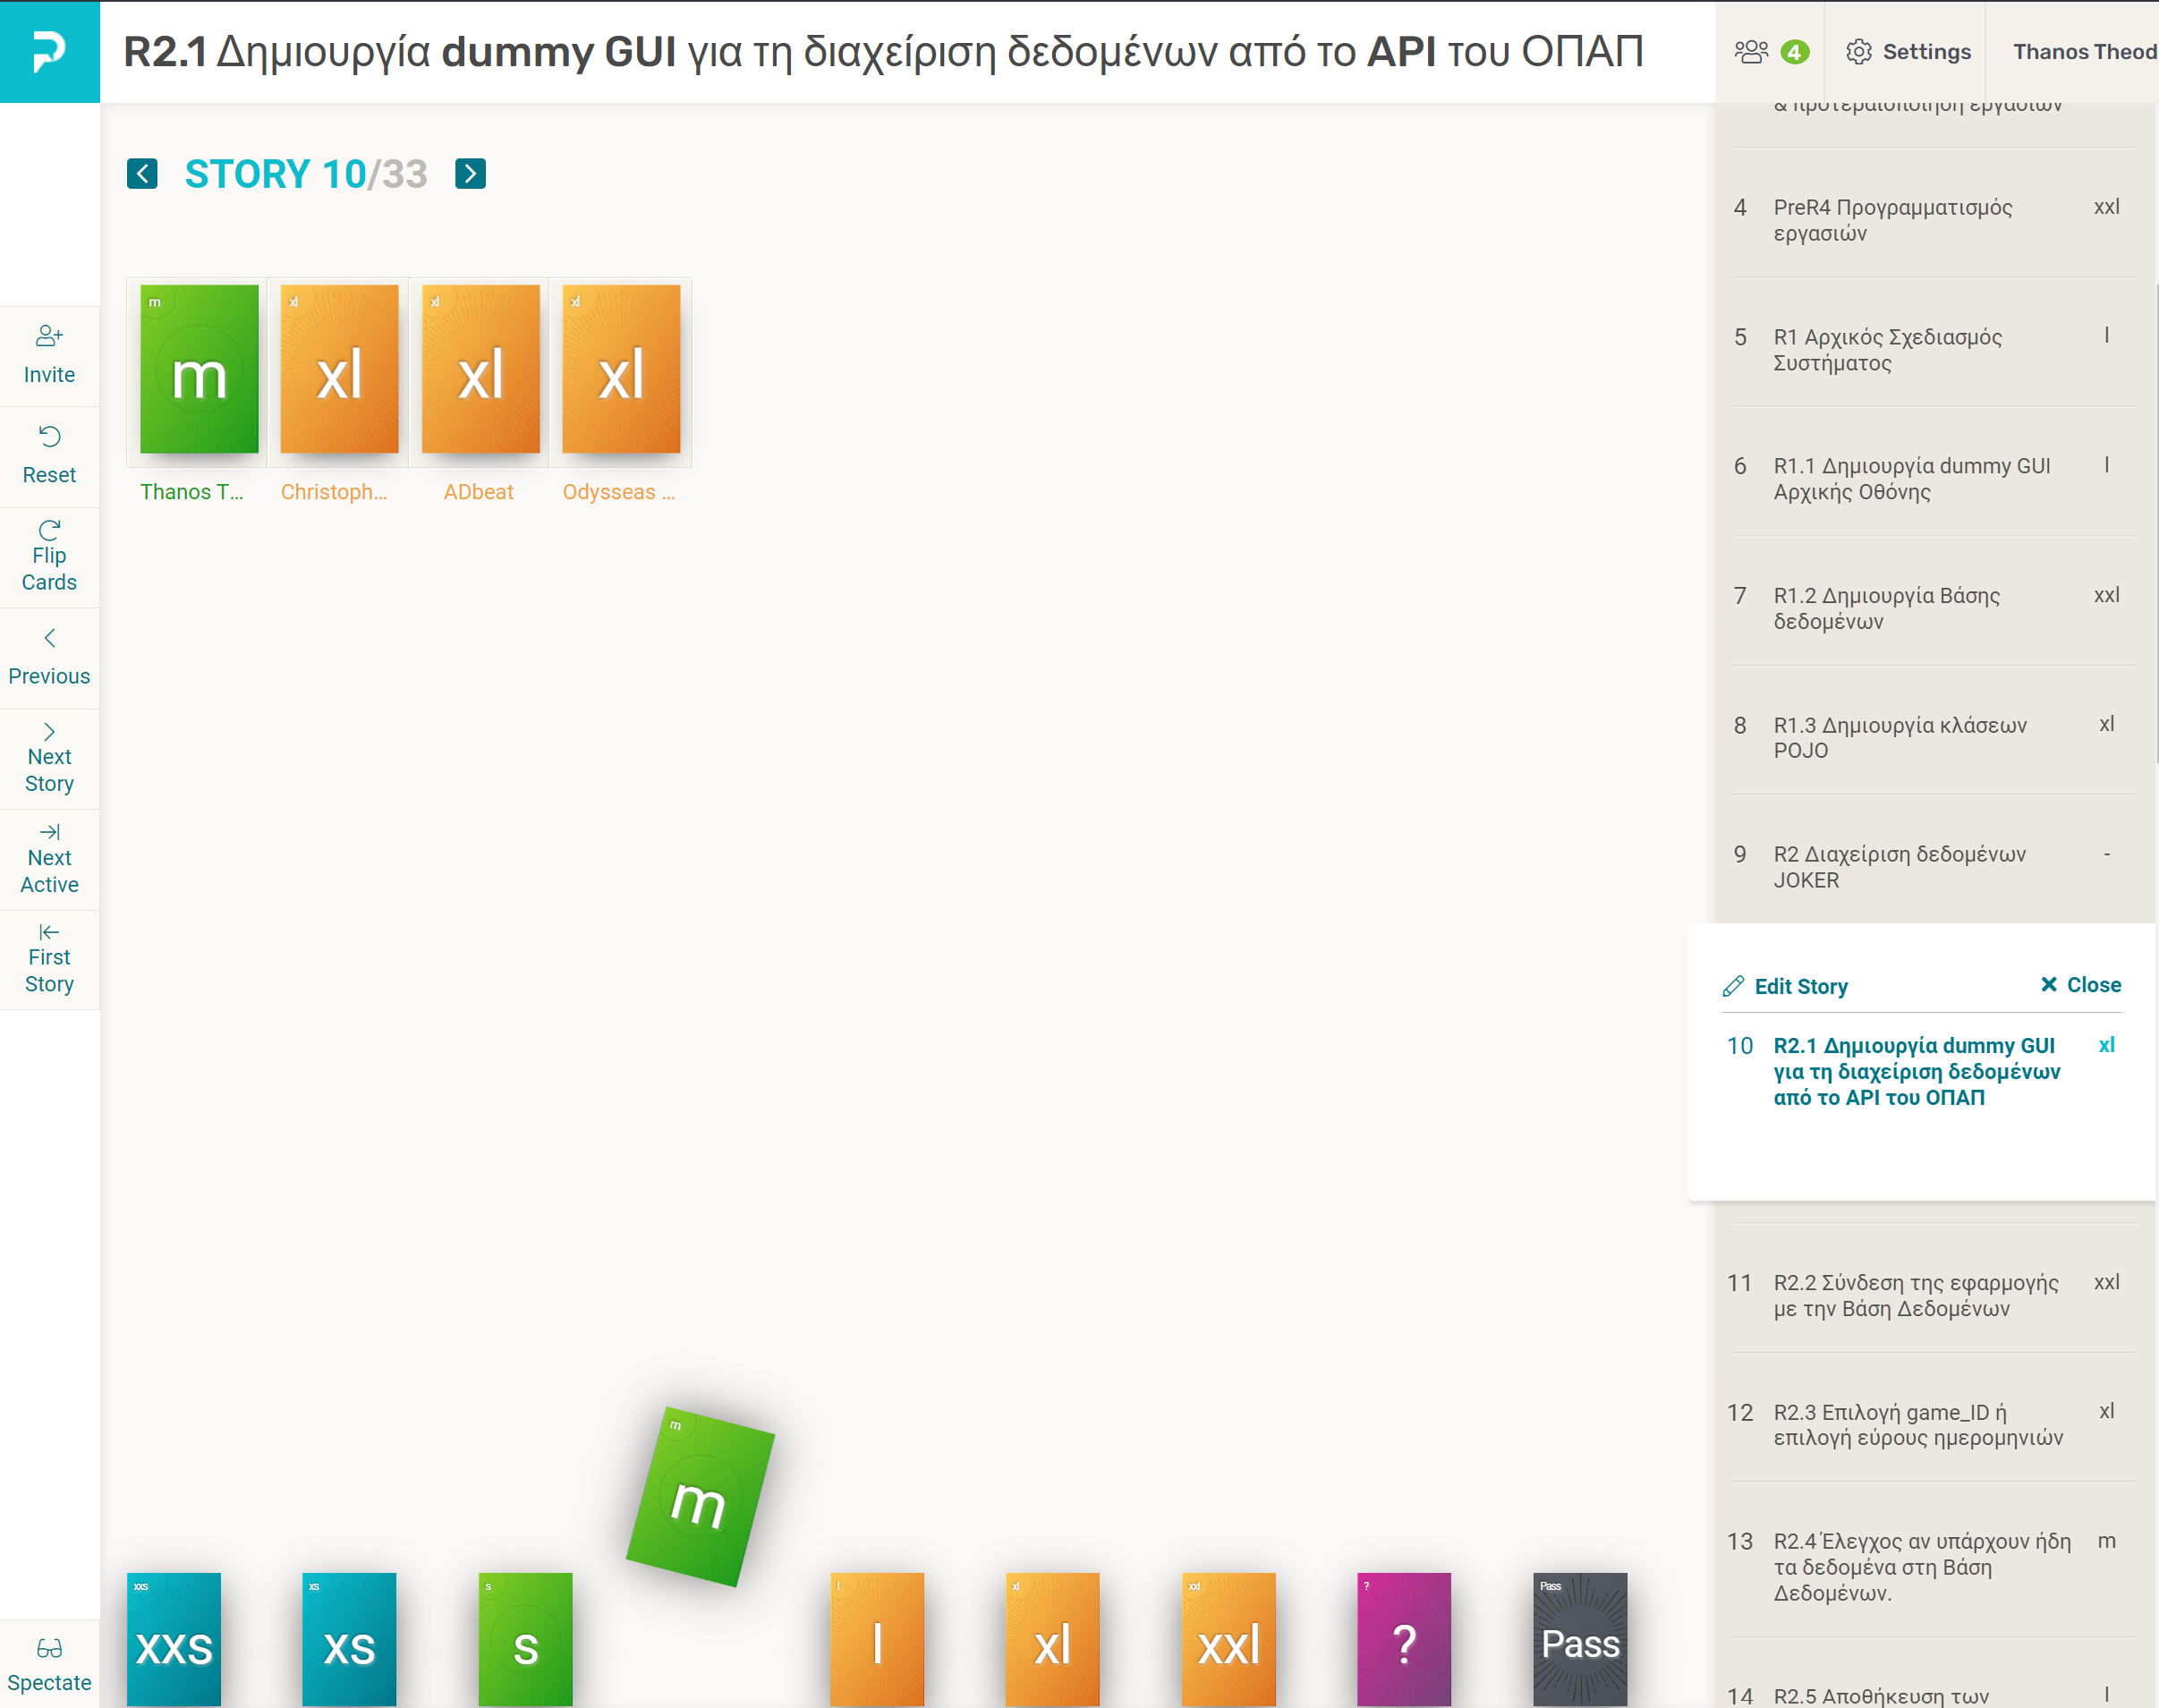 R2.1 Δημιουργία dummy GUI για τη διαχείριση δεδομένων από το API του ΟΠΑΠ
4
Settings
Thanos Theod
STORY 10/33
Invite
Reset
Flip
Cards
Previous
Next
Story
Next
Active
First
Story
Spectate
m
m
xl
xl
xl
xl
xl
xl
Thanos T...
Christoph...
ADbeat
Odysseas ...
xxs
xxs
xs
xs
s
s
m
m
l
l
xl
xl
xxl
xxl
?
?
Pass
Pass
& προτεραιοποίηση εργασιών
4 PreR4 Προγραμματισμός xxl
εργασιών
5 R1 Αρχικός Σχεδιασμός l
Συστήματος
6 R1.1 Δημιουργία dummy GUI l
Αρχικής Οθόνης
7 R1.2 Δημιουργία Βάσης xxl
δεδομένων
8 R1.3 Δημιουργία κλάσεων xl
POJO
9 R2 Διαχείριση δεδομένων -
JOKER
Edit Story Close
10 R2.1 Δημιουργία dummy GUI xl
για τη διαχείριση δεδομένων
από το API του ΟΠΑΠ
11 R2.2 Σύνδεση της εφαρμογής xxl
με την Βάση Δεδομένων
12 R2.3 Επιλογή game_ID ή xl
επιλογή εύρους ημερομηνιών
13 R2.4 Έλεγχος αν υπάρχουν ήδη m
τα δεδομένα στη Βάση
Δεδομένων.
14 R2.5 Αποθήκευση των l